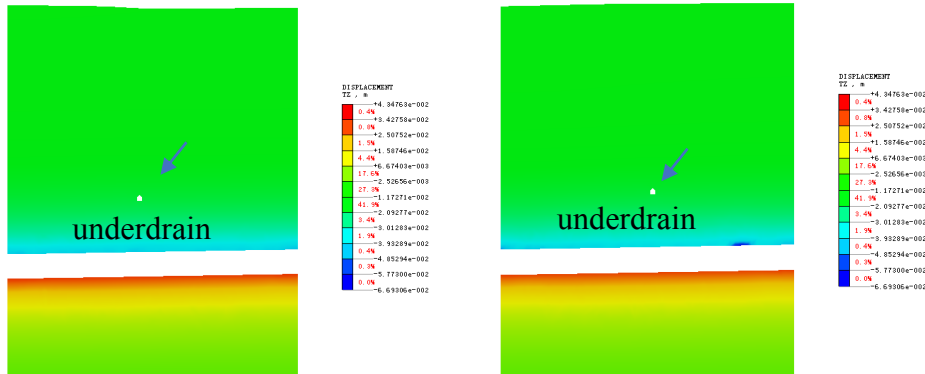 underdrain
DISPLACEMENT
TZ , m
+4.34763e-002
0.4%
+3.42758e-002
0.8%
+2.50752e-002
1.5%
+1.58746e-002
4.4%
+6.67403e-003
17.6%
-2.52656e-003
27.3%
-1.17271e-002
41.9%
-2.09277e-002
3.4%
-3.01283e-002
1.9%
-3.93289e-002
0.4%
-4.85294e-002
0.3%
-5.77300e-002
0.0%
-6.69306e-002
underdrain
DISPLACEMENT
TZ , m
+4.34763e-002
0.4%
+3.42758e-002
0.8%
+2.50752e-002
1.5%
+1.58746e-002
4.4%
+6.67403e-003
17.6%
-2.52656e-003
27.3%
-1.17271e-002
41.9%
-2.09277e-002
3.4%
-3.01283e-002
1.9%
-3.93289e-002
0.4%
-4.85294e-002
0.3%
-5.77300e-002
0.0%
-6.69306e-002